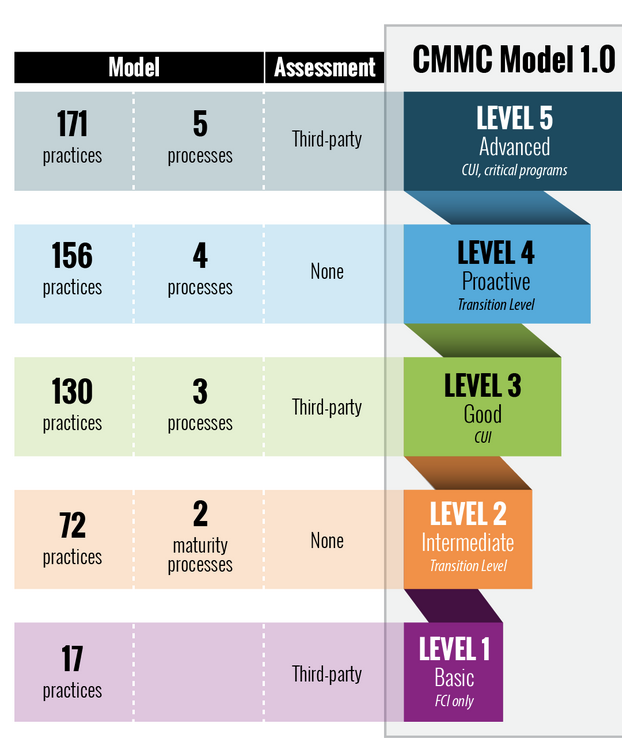 Model
Assessment
CMMC Model 1.0
171
practices
5
processes
Third-party
LEVEL 5
Advanced
CUI, critical programs
156
practices
4
processes
None
LEVEL 4
Proactive
Transition Level
130
practices
3
processes
Third-party
LEVEL 3
Good
CUI
72
practices
2
maturity
processes
None
LEVEL 2
Intermediate
Transition Level
17
practices
Third-party
LEVEL 1
Basic
FCI only